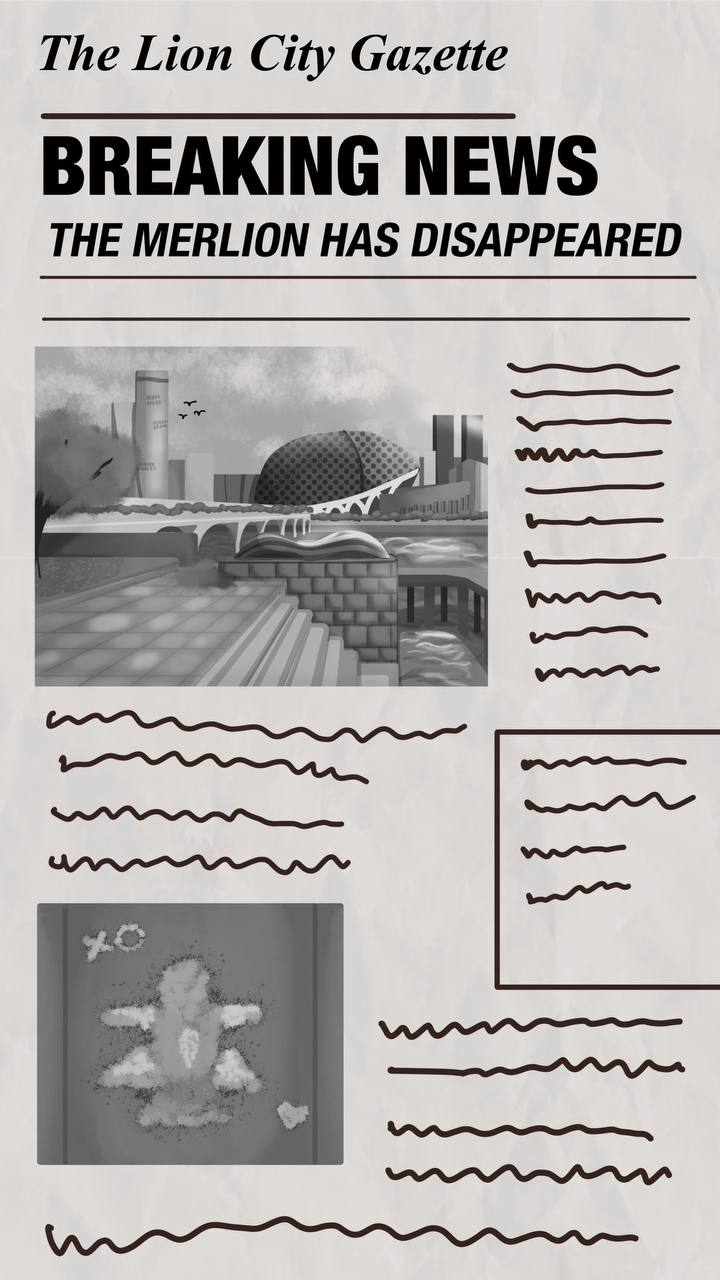 The Lion City Gazette
BREAKING NEWS
THE MERLION HAS DISAPPEARED
XO